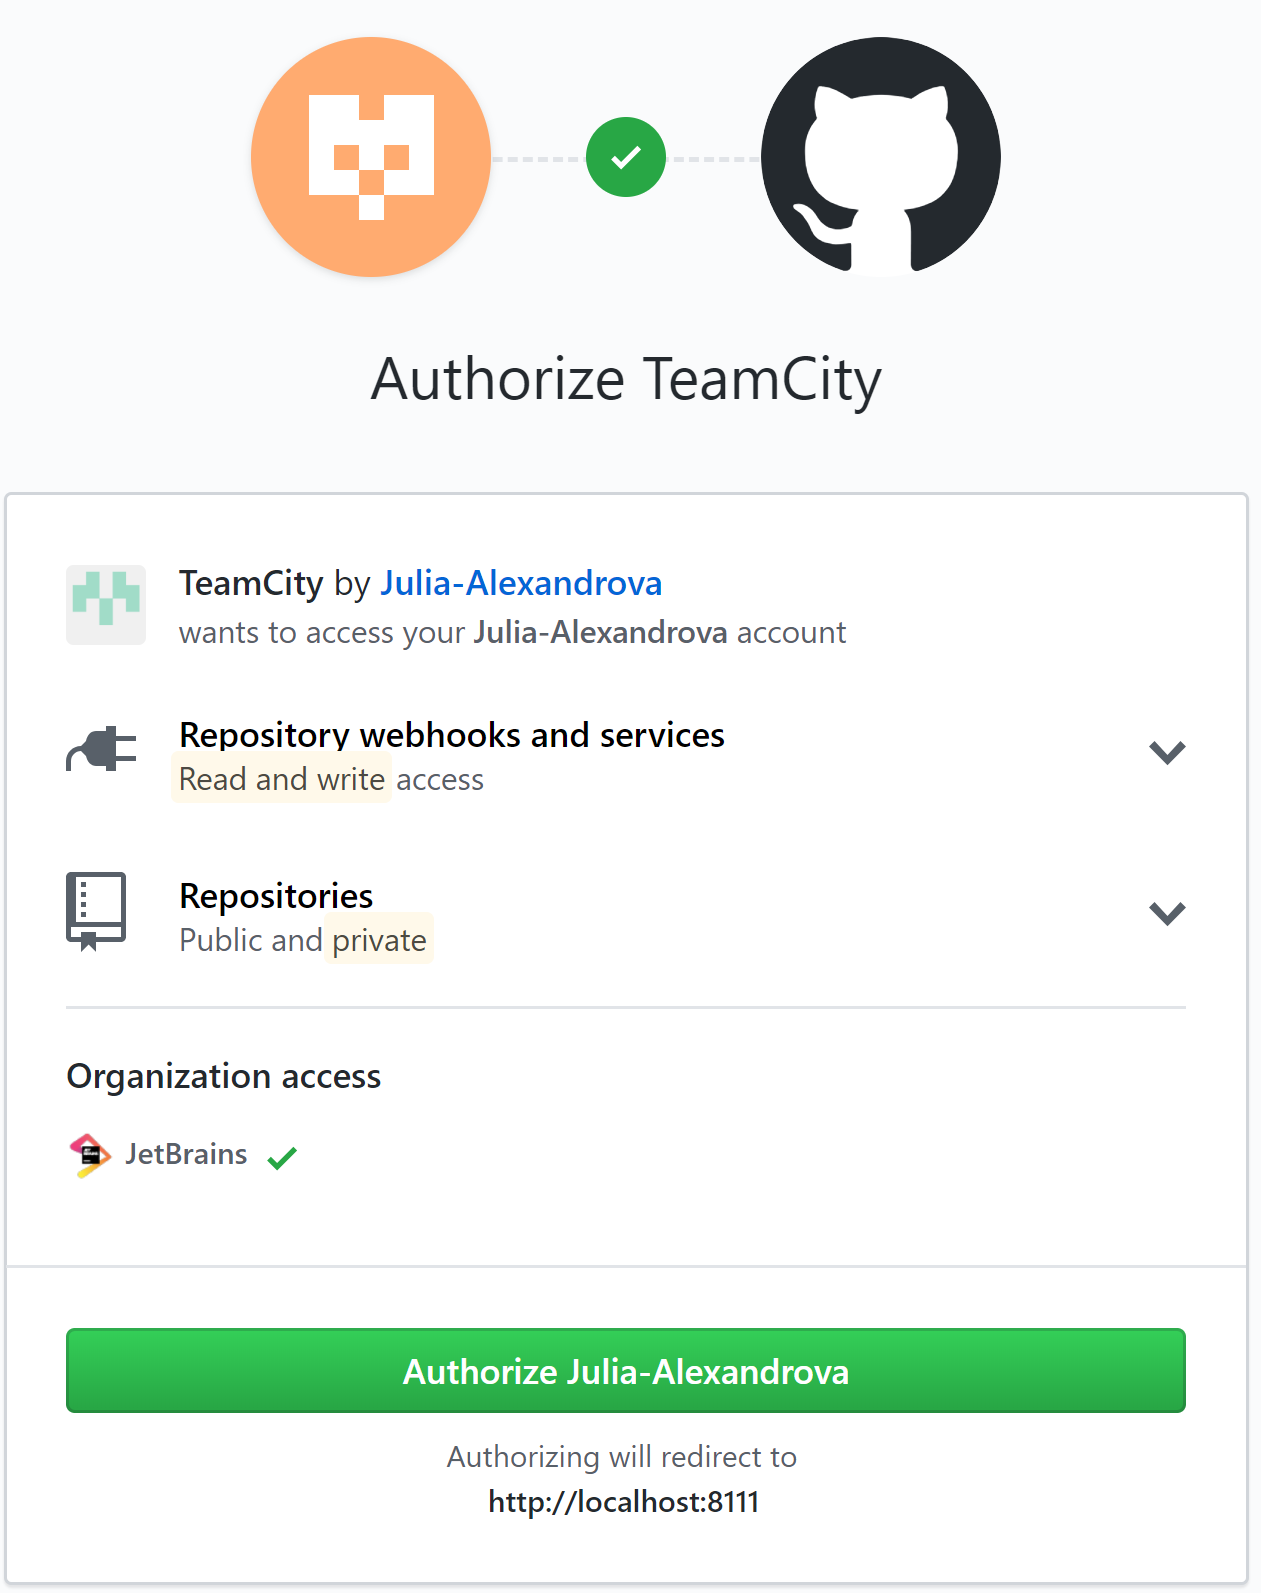 Authorize TeamCity
TeamCity by Julia-Alexandrova
wants to access your Julia-Alexandrova account
Repository webhooks and services
Read and write access
Repositories
Public and private
Organization access
JetBrains
Authorize Julia-Alexandrova
Authorizing will redirect to
http://localhost:8111